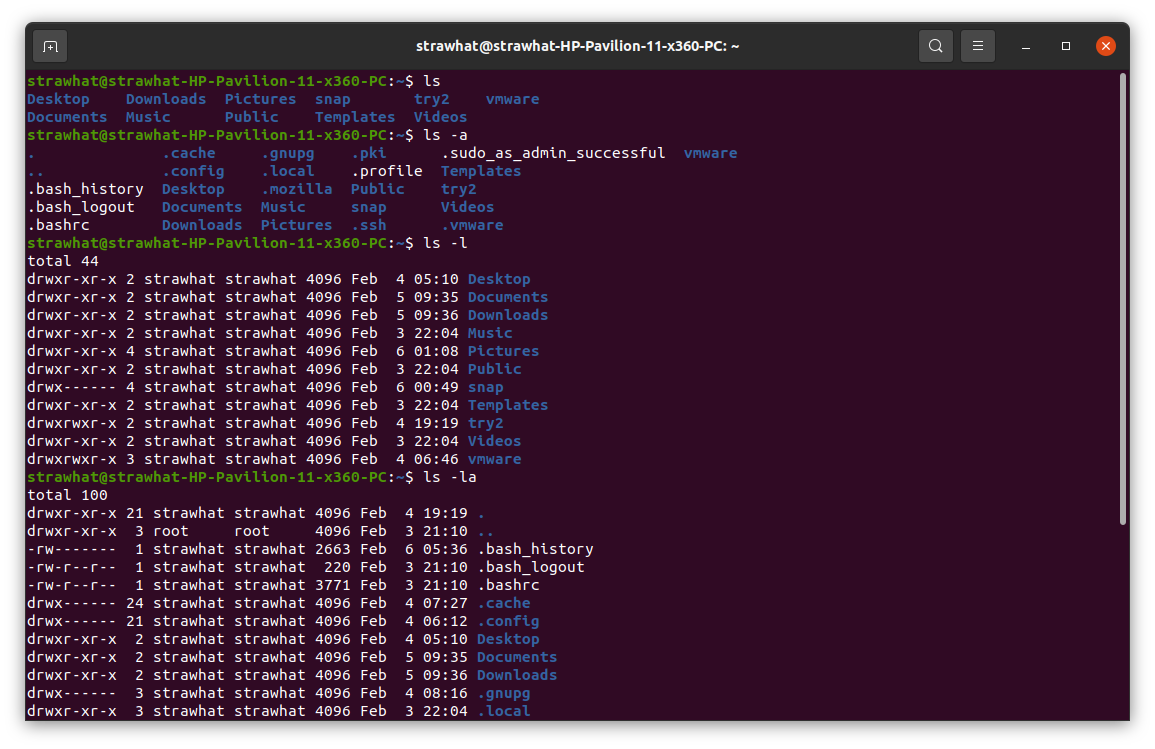 strawhat@strawhat-HP-Pavilion-11-x360-PC: ~
strawhat@strawhat-HP-Pavilion-11-x360-PC:~$ ls
Desktop    Downloads  Pictures  snap       try2    vmware
Documents  Music      Public    Templates  Videos
strawhat@strawhat-HP-Pavilion-11-x360-PC:~$ ls -a
.              .cache     .gnupg    .pki      .sudo_as_admin_successful  vmware
..             .config    .local    .profile  Templates
.bash_history  Desktop    .mozilla  Public    try2
.bash_logout   Documents  Music     snap      Videos
.bashrc        Downloads  Pictures  .ssh      .vmware
strawhat@strawhat-HP-Pavilion-11-x360-PC:~$ ls -l
total 44
drwxr-xr-x 2 strawhat strawhat 4096 Feb  4 05:10 Desktop
drwxr-xr-x 2 strawhat strawhat 4096 Feb  5 09:35 Documents
drwxr-xr-x 2 strawhat strawhat 4096 Feb  5 09:36 Downloads
drwxr-xr-x 2 strawhat strawhat 4096 Feb  3 22:04 Music
drwxr-xr-x 4 strawhat strawhat 4096 Feb  6 01:08 Pictures
drwxr-xr-x 2 strawhat strawhat 4096 Feb  3 22:04 Public
drwx------ 4 strawhat strawhat 4096 Feb  6 00:49 snap
drwxr-xr-x 2 strawhat strawhat 4096 Feb  3 22:04 Templates
drwxrwxr-x 2 strawhat strawhat 4096 Feb  4 19:19 try2
drwxr-xr-x 2 strawhat strawhat 4096 Feb  3 22:04 Videos
drwxrwxr-x 3 strawhat strawhat 4096 Feb  4 06:46 vmware
strawhat@strawhat-HP-Pavilion-11-x360-PC:~$ ls -la
total 100
drwxr-xr-x 21 strawhat strawhat 4096 Feb  4 19:19 .
drwxr-xr-x  3 root     root     4096 Feb  3 21:10 ..
-rw-------  1 strawhat strawhat 2663 Feb  6 05:36 .bash_history
-rw-r--r--  1 strawhat strawhat  220 Feb  3 21:10 .bash_logout
-rw-r--r--  1 strawhat strawhat 3771 Feb  3 21:10 .bashrc
drwx------ 24 strawhat strawhat 4096 Feb  4 07:27 .cache
drwx------ 21 strawhat strawhat 4096 Feb  4 06:12 .config
drwxr-xr-x  2 strawhat strawhat 4096 Feb  4 05:10 Desktop
drwxr-xr-x  2 strawhat strawhat 4096 Feb  5 09:35 Documents
drwxr-xr-x  2 strawhat strawhat 4096 Feb  5 09:36 Downloads
drwx------  3 strawhat strawhat 4096 Feb  4 08:16 .gnupg
drwxr-xr-x  3 strawhat strawhat 4096 Feb  3 22:04 .local